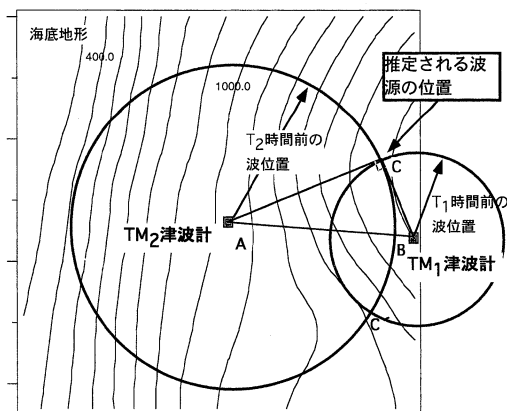 海底地形
400.0
1000.0
推定される波
源の位置
T2時間前の
波位置
C
T1時間前の
波位置
TM2津波計
A
B
TM1津波計
C'